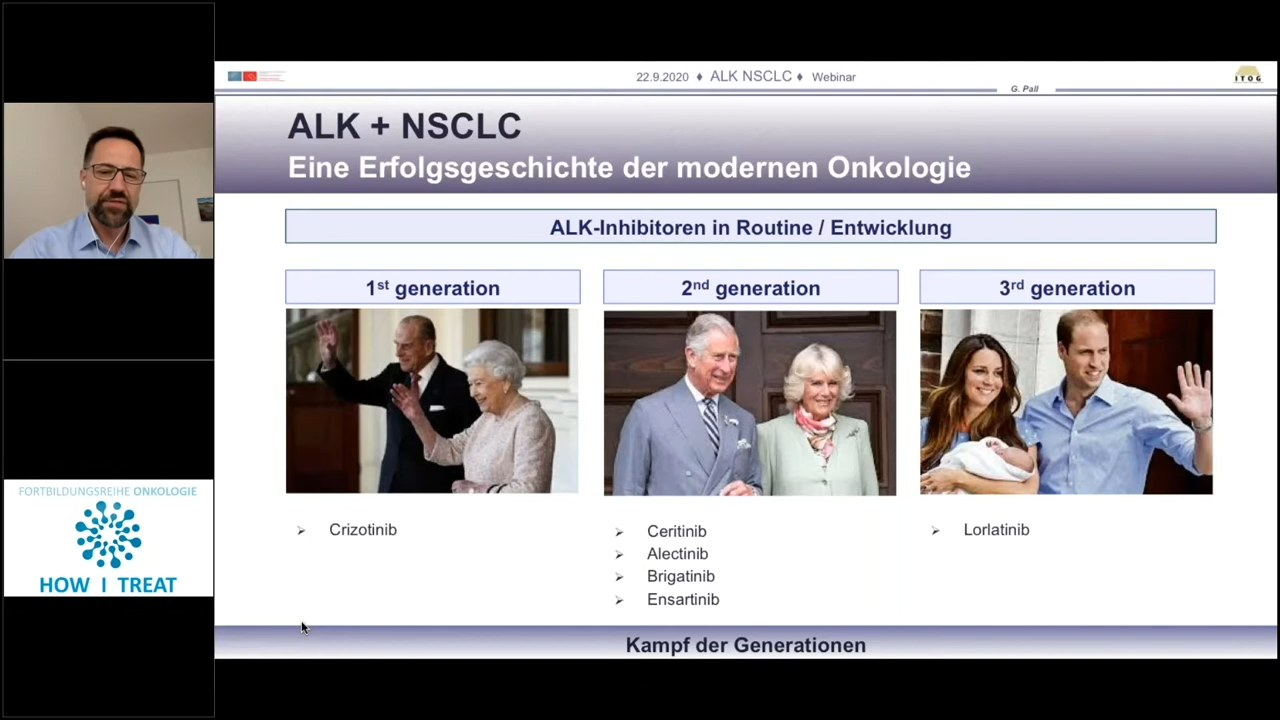 22.9.2020 ♦ ALK NSCLC ♦ Webinar
G. Pall
ITOG
ALK + NSCLC
Eine Erfolgsgeschichte der modernen Onkologie
ALK-Inhibitoren in Routine / Entwicklung
1st generation
2nd generation
3rd generation
➢ Crizotinib
➢ Ceritinib
➢ Alectinib
➢ Brigatinib
➢ Ensartinib
➢ Lorlatinib
Kampf der Generationen
FORTBILDUNGSREIHE ONKOLOGIE
HOW I TREAT